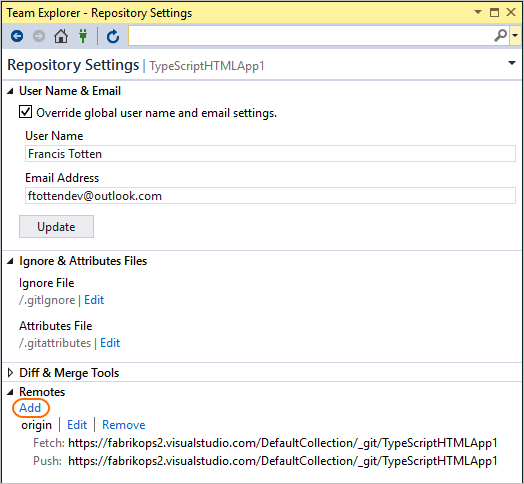 Team Explorer - Repository Settings
Repository Settings | TypeScriptHTMLApp1
User Name & Email
Override global user name and email settings.
User Name
Francis Totten
Email Address
ftottendev@outlook.com
Update
Ignore & Attributes Files
Ignore File
/.gitIgnore | Edit
Attributes File
/.gitattributes | Edit
Diff & Merge Tools
Remotes
Add
origin | Edit | Remove
Fetch: https://fabrikops2.visualstudio.com/DefaultCollection/_git/TypeScriptHTMLApp1
Push: https://fabrikops2.visualstudio.com/DefaultCollection/_git/TypeScriptHTMLApp1